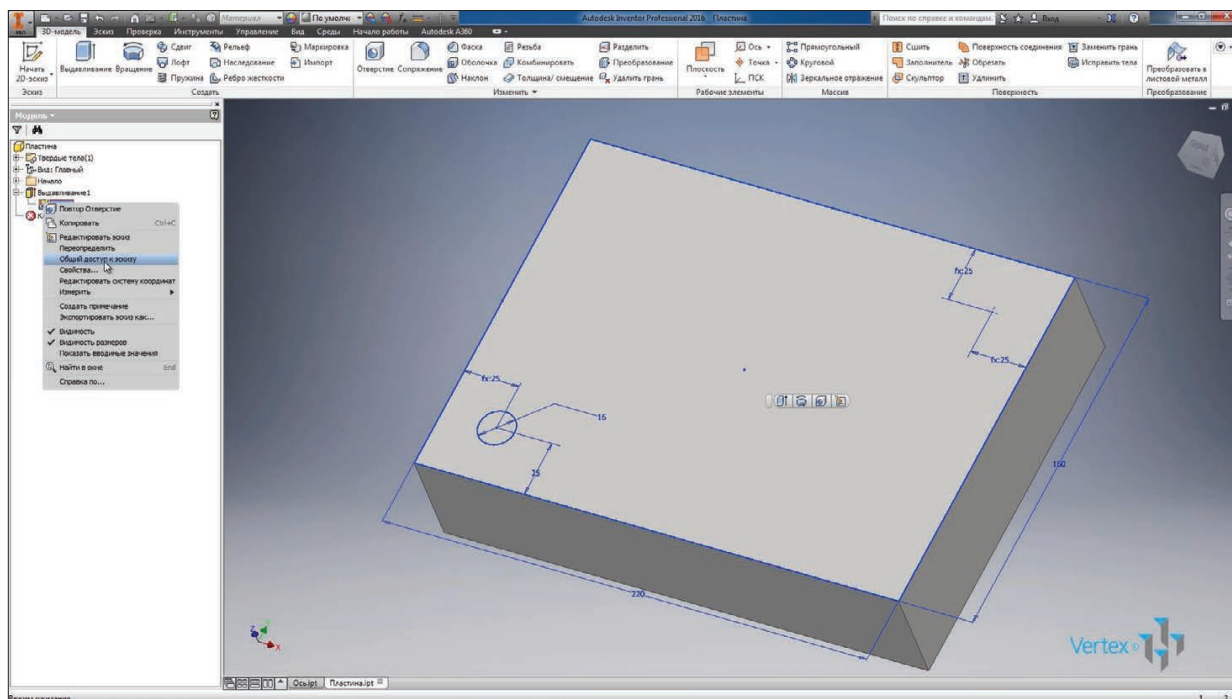 Материал
По умолч
Autodesk Inventor Professional 2016 Пластина
Поиск по справке и командам.
Вход
3D-модель Эскиз Проверка Инструменты Управление Вид Среды Начало работы Autodesk A360
Начать 2D-эскиз
Выдавливание Вращение
Сдвиг
Лофт
Пружина
Рельеф
Наследование
Ребро жесткости
Маркировка
Импорт
Отверстие Сопряжение
Фаска
Оболочка
Наклон
Резьба
Комбинировать
Толщина/ смещение
Разделить
Преобразование
Удалить грань
Плоскость
Ось
Точка
ПСК
Прямоугольный
Круговой
Зеркальное отражение
Сшить
Заполнитель
Скульптор
Поверхность соединения
Обрезать
Удлинить
Заменить грань
Исправить тела
Преобразовать в листовой металл
Эскиз
Создать
Изменить
Рабочие элементы
Массив
Поверхность
Преобразование
Модель
Пластина
Твердые тела(1)
Вид: Главный
Начало
Выдавливание1
Повтор Отверстие
Копировать Ctrl+C
Редактировать эскиз
Переопределить
Общий доступ к эскизу
Свойства...
Редактировать систему координат
Измерить
Создать примечание
Экспортировать эскиз как...
Видимость
Видимость размеров
Показать вводимые значения
Найти в окне End
Справка по...
fx:25
fx:25
fx:25
16
25
160
220
Z
X
Vertex
Ось.ipt Пластина.ipt